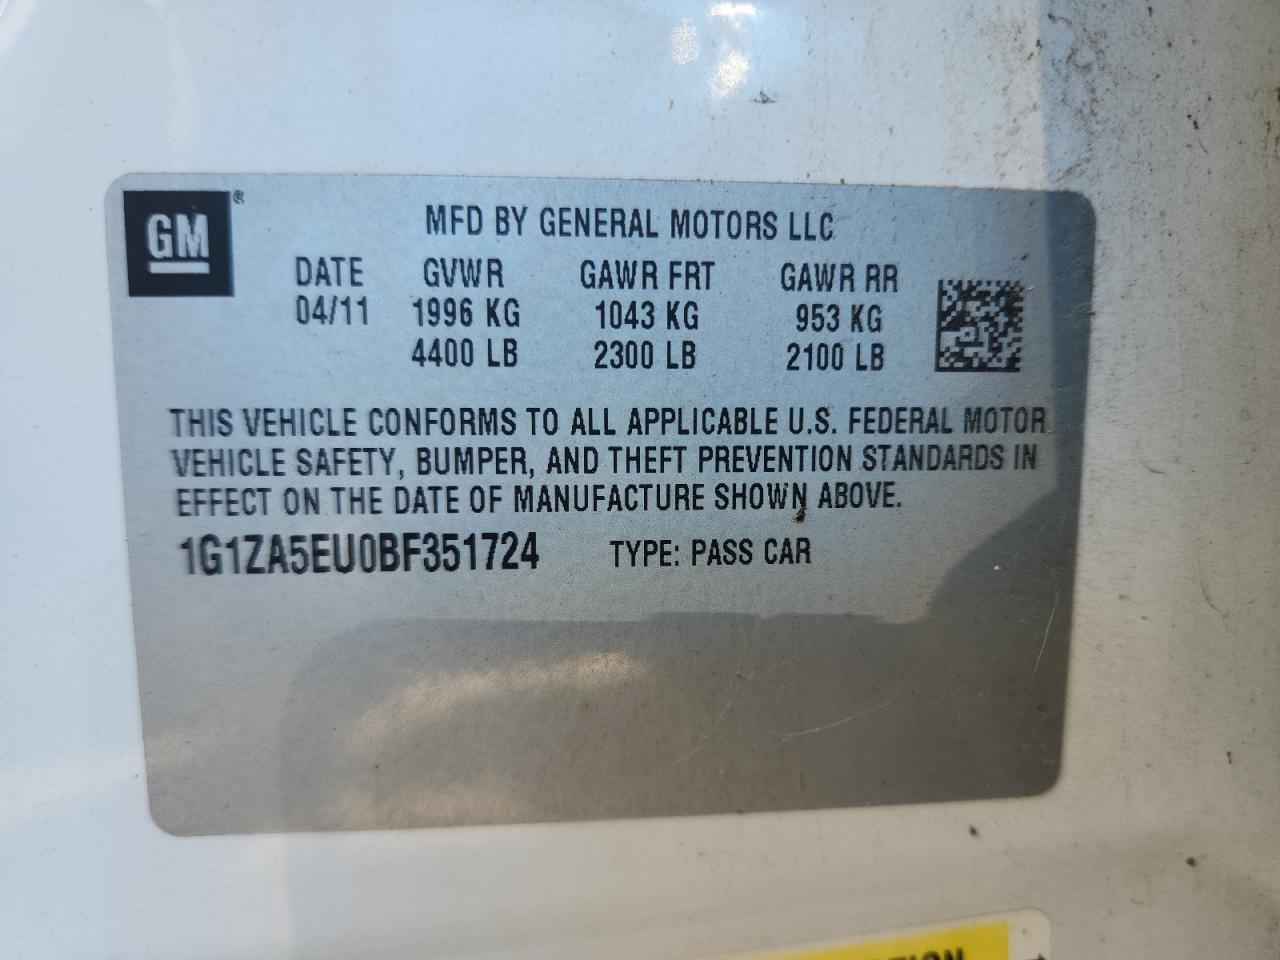 GM ®
MFD BY GENERAL MOTORS LLC
DATE GVWR GAWR FRT GAWR RR
04/11 1996 KG 1043 KG 953 KG
4400 LB 2300 LB 2100 LB
THIS VEHICLE CONFORMS TO ALL APPLICABLE U.S. FEDERAL MOTOR
VEHICLE SAFETY, BUMPER, AND THEFT PREVENTION STANDARDS IN
EFFECT ON THE DATE OF MANUFACTURE SHOWN ABOVE.
1G1ZA5EU0BF351724 TYPE: PASS CAR